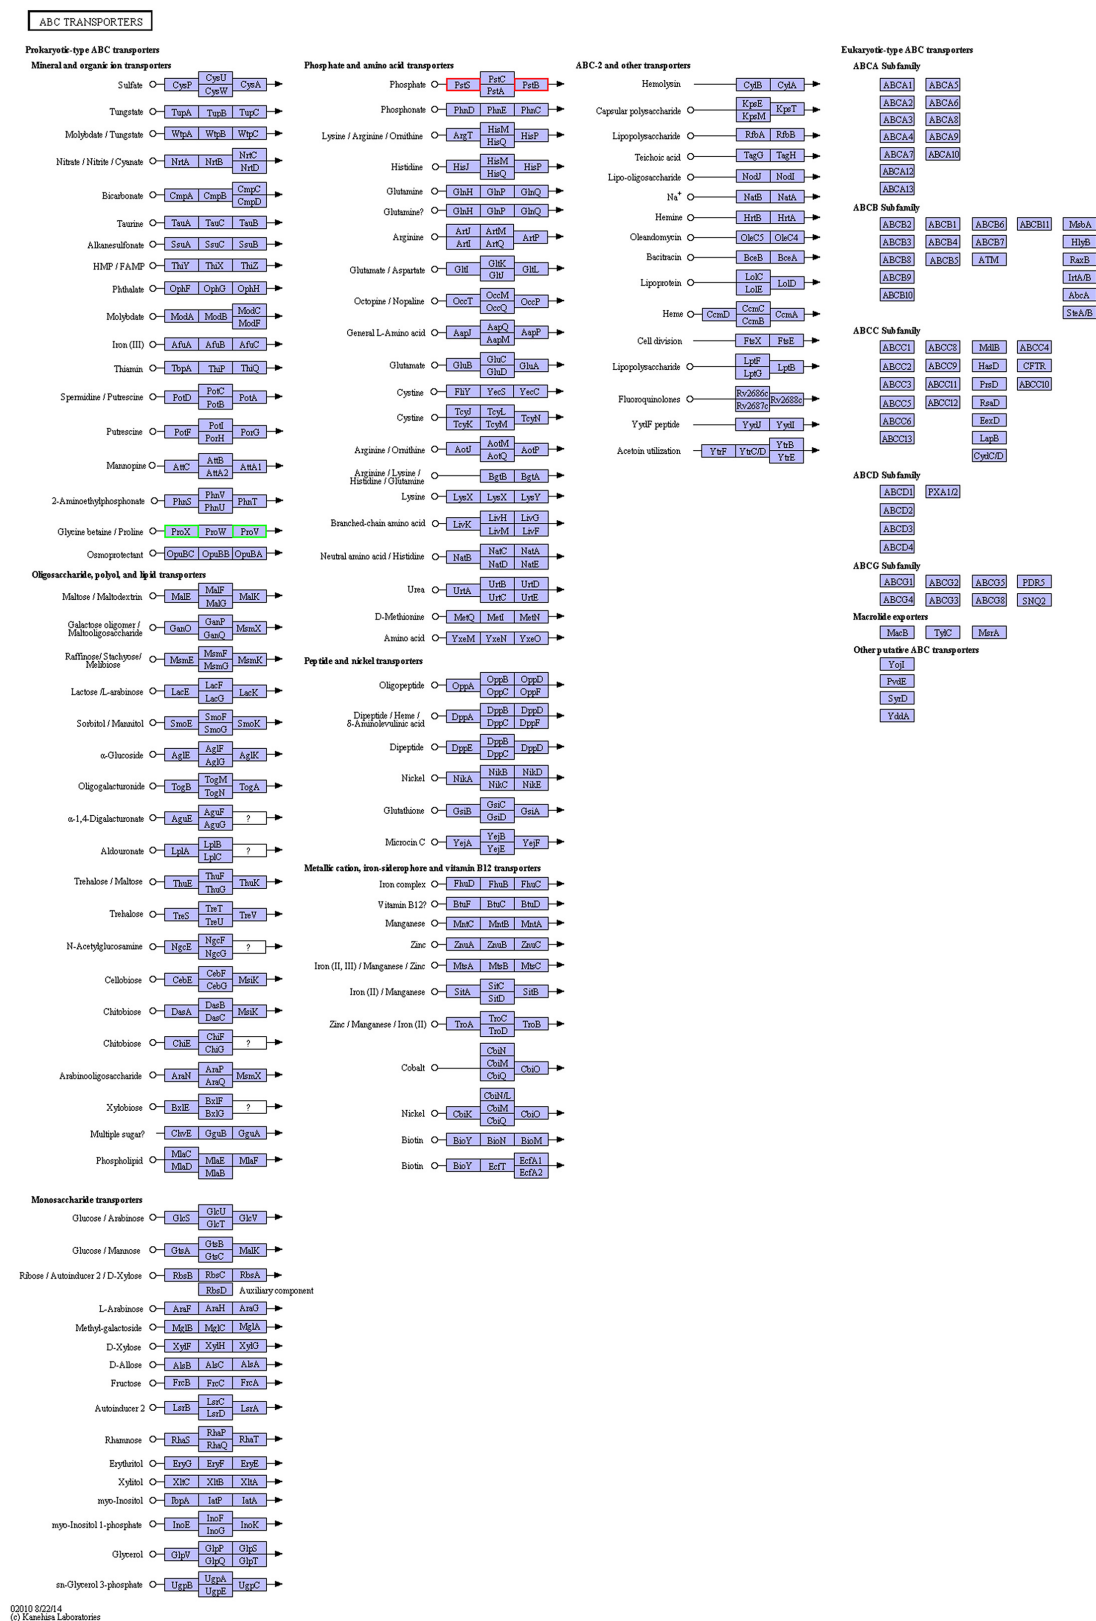 ABC TRANSPORTERS
Prokaryotic-type ABC transporters
Mineral and organic ion transporters
Sulfate CysP CysU CysW CysA
Tungstate TupA TupB TupC
Molybdate / Tungstate WtpA WtpB WtpC
Nitrate / Nitrite / Cyanate NrtA NrtB NrtC NrtD
Bicarbonate CmpA CmpB CmpC CmpD
Taurine TauA TauC TauB
Alkanesulfonate SsuA SsuC SsuB
HMP / FAMP ThiY ThiX ThiZ
Phthalate OphF OphG OphH
Molybdate ModA ModB ModC ModF
Iron (III) AfuA AfuB AfuC
Thiamin TbpA ThiP ThiQ
Spermidine / Putrescine PotD PotC PotB PotA
Putrescine PotF PotI PotH PotG
Mannopine AttC AttB AttA2 AttA1
2-Aminoethylphosphonate PhnS PhnV PhnU PhnT
Glycine betaine / Proline ProX ProW ProV
Osmoprotectant OpuBC OpuBB OpuBA
Oligosaccharide, polyol, and lipid transporters
Maltose / Maltodextrin MalE MalF MalG MalK
Galactose oligomer / Maltooligosaccharide GanO GanP GanQ MsmX
Raffinose / Stachyose / Melibiose MsmE MsmF MsmG MsmK
Lactose / L-arabinose LacE LacF LacG LacK
Sorbitol / Mannitol SmoE SmoF SmoG SmoK
α-Glucoside AglE AglF AglG AglK
Oligogalacturonide TogB TogM TogN TogA
α-1,4-Digalacturonate AguE AguF AguG ?
Aldouronate LplA LplB LplC ?
Trehalose / Maltose ThuE ThuF ThuG ThuK
Trehalose TreS TreT TreU TreV
N-Acetylglucosamine NgcE NgcF NgcG ?
Cellobiose CebE CebF CebG MsiK
Chitobiose DasA DasB DasC MsiK
Chitobiose ChiE ChiF ChiG ?
Arabinooligosaccharide AraN AraP AraQ MsmX
Xylobiose BxlE BxlF BxlG ?
Multiple sugar? ChvE GguB GguA
Phospholipid MlaC MlaD MlaE MlaB MlaF
Monosaccharide transporters
Glucose / Arabinose GlcS GlcU GlcT GlcV
Glucose / Mannose GtsA GtsB GtsC MalK
Ribose / Autoinducer 2 / D-Xylose RbsB RbsC RbsA
RbsD Auxiliary component
L-Arabinose AraF AraH AraG
Methyl-galactoside MglB MglC MglA
D-Xylose XylF XylH XylG
D-Allose AlsB AlsC AlsA
Fructose FrcB FrcC FrcA
Autoinducer 2 LsrB LsrC LsrD LsrA
Rhamnose RhaS RhaP RhaQ RhaT
Erythritol EryG EryF EryE
Xylitol XltC XltB XltA
myo-Inositol IbpA IatP IatA
myo-Inositol 1-phosphate InoE InoF InoG InoK
Glycerol GlpV GlpP GlpQ GlpS GlpT
sn-Glycerol 3-phosphate UgpB UgpA UgpE UgpC
Phosphate and amino acid transporters
Phosphate PstS PstC PstA PstB
Phosphonate PhnD PhnE PhnC
Lysine / Arginine / Ornithine ArgT HisM HisQ HisP
Histidine HisJ HisM HisQ HisP
Glutamine GlnH GlnP GlnQ
Glutamine? GlnH GlnP GlnQ
Arginine ArtJ ArtI ArtM ArtQ ArtP
Glutamate / Aspartate GltI GltK GltJ GltL
Octopine / Nopaline OccT OccM OccQ OccP
General L-Amino acid AapJ AapQ AapM AapP
Glutamate GluB GluC GluD GluA
Cystine FliY YecS YecC
Cystine TcyJ TcyK TcyL TcyM TcyN
Arginine / Ornithine AotJ AotM AotQ AotP
Arginine / Lysine / Histidine / Glutamine BgtB BgtA
Lysine LysX LysX LysY
Branched-chain amino acid LivK LivH LivM LivG LivF
Neutral amino acid / Histidine NatB NatC NatD NatA NatE
Urea UrtA UrtB UrtC UrtD UrtE
D-Methionine MetQ MetI MetN
Amino acid YxeM YxeN YxeO
Peptide and nickel transporters
Oligopeptide OppA OppB OppC OppD OppF
Dipeptide / Heme / δ-Aminolevulinic acid DppA DppB DppC DppD DppF
Dipeptide DppE DppB DppC DppD
Nickel NikA NikB NikC NikD NikE
Glutathione GsiB GsiC GsiD GsiA
Microcin C YejA YejB YejE YejF
Metallic cation, iron-siderophore and vitamin B12 transporters
Iron complex FhuD FhuB FhuC
Vitamin B12? BtuF BtuC BtuD
Manganese MntC MntB MntA
Zinc ZnuA ZnuB ZnuC
Iron (II, III) / Manganese / Zinc MtsA MtsB MtsC
Iron (II) / Manganese SitA SitC SitD SitB
Zinc / Manganese / Iron (II) TroA TroC TroD TroB
Cobalt CbiN CbiM CbiQ CbiO
Nickel CbiK CbiN/L CbiM CbiQ CbiO
Biotin BioY BioN BioM
Biotin BioY EcfT EcfA1 EcfA2
ABC-2 and other transporters
Hemolysin CylB CylA
Capsular polysaccharide KpsE KpsM KpsT
Lipopolysaccharide RfbA RfbB
Teichoic acid TagG TagH
Lipo-oligosaccharide NodJ NodI
Na+ NatB NatA
Hemine HrtB HrtA
Oleandomycin OleC5 OleC4
Bacitracin BceB BceA
Lipoprotein LolC LolE LolD
Heme CcmD CcmC CcmB CcmA
Cell division FtsX FtsE
Lipopolysaccharide LptF LptG LptB
Fluoroquinolones Rv2686c Rv2687c Rv2688c
YydF peptide YydJ YydI
Acetoin utilization YtrF YtrC/D YtrB YtrE
Eukaryotic-type ABC transporters
ABCA Subfamily
ABCA1 ABCA5
ABCA2 ABCA6
ABCA3 ABCA8
ABCA4 ABCA9
ABCA7 ABCA10
ABCA12
ABCA13
ABCB Subfamily
ABCB2 ABCB1 ABCB6 ABCB11 MsbA
ABCB3 ABCB4 ABCB7 HlyB
ABCB8 ABCB5 ATM RaxB
ABCB9 IrtA/B
ABCB10 AbcA
SteA/B
ABCC Subfamily
ABCC1 ABCC8 MdlB ABCC4
ABCC2 ABCC9 HasD CFTR
ABCC3 ABCC11 PrsD ABCC10
ABCC5 ABCC12 RsaD
ABCC6 EexD
ABCC13 LapB
CydC/D
ABCD Subfamily
ABCD1 PXA1/2
ABCD2
ABCD3
ABCD4
ABCG Subfamily
ABCG1 ABCG2 ABCG5 PDR5
ABCG4 ABCG3 ABCG8 SNQ2
Macrolide exporters
MacB TylC MsrA
Other putative ABC transporters
YojI
PvdE
SyrD
YddA
02010 8/22/14
(c) Kanehisa Laboratories